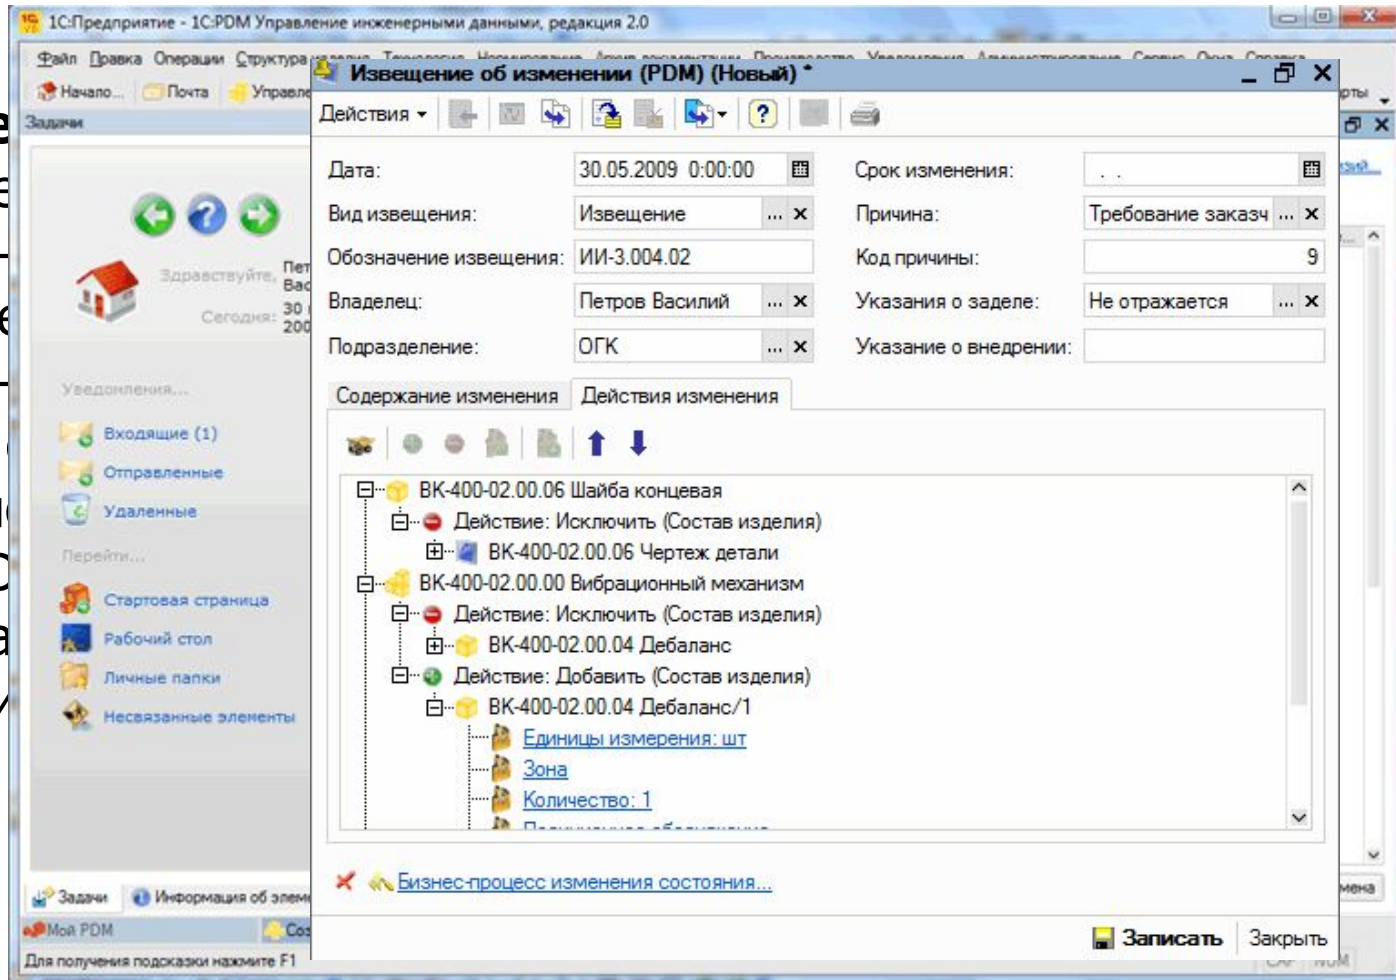 1С:Предприятие - 1С:PDM Управление инженерными данными, редакция 2.0
Файл Правка Операции Структура
Начало... Почта
Задачи
Извещение об изменении (PDM) (Новый) *
Действия
Дата: 30.05.2009 0:00:00 Срок изменения: . .
Вид извещения: Извещение ... Причина: Требование заказч ...
Обозначение извещения: ИИ-3.004.02 Код причины: 9
Владелец: Петров Василий ... Указания о заделе: Не отражается ...
Подразделение: ОГК ... Указание о внедрении:
Содержание изменения Действия изменения
ВК-400-02.00.06 Шайба концевая
Действие: Исключить (Состав изделия)
ВК-400-02.00.06 Чертеж детали
ВК-400-02.00.00 Вибрационный механизм
Действие: Исключить (Состав изделия)
ВК-400-02.00.04 Дебаланс
Действие: Добавить (Состав изделия)
ВК-400-02.00.04 Дебаланс/1
Единицы измерения: шт
Зона
Количество: 1
Бизнес-процесс изменения состояния...
Записать Закрыть
Здравствуйте,
Сегодня: 30
Уведомления...
Входящие (1)
Отправленные
Удаленные
Перейти...
Стартовая страница
Рабочий стол
Личные папки
Несвязанные элементы
Задачи Информация об
Мой PDM
Для получения подсказки нажмите F1
CAP NUM